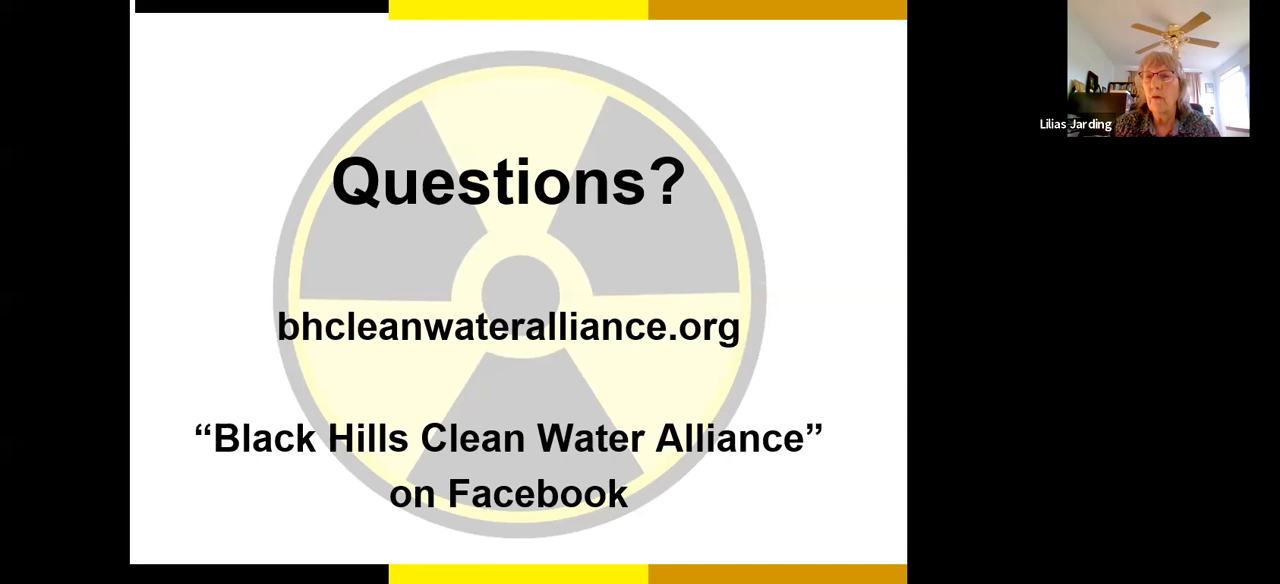 Questions?
bhcleanwateralliance.org
“Black Hills Clean Water Alliance”
on Facebook
Lilias Jarding